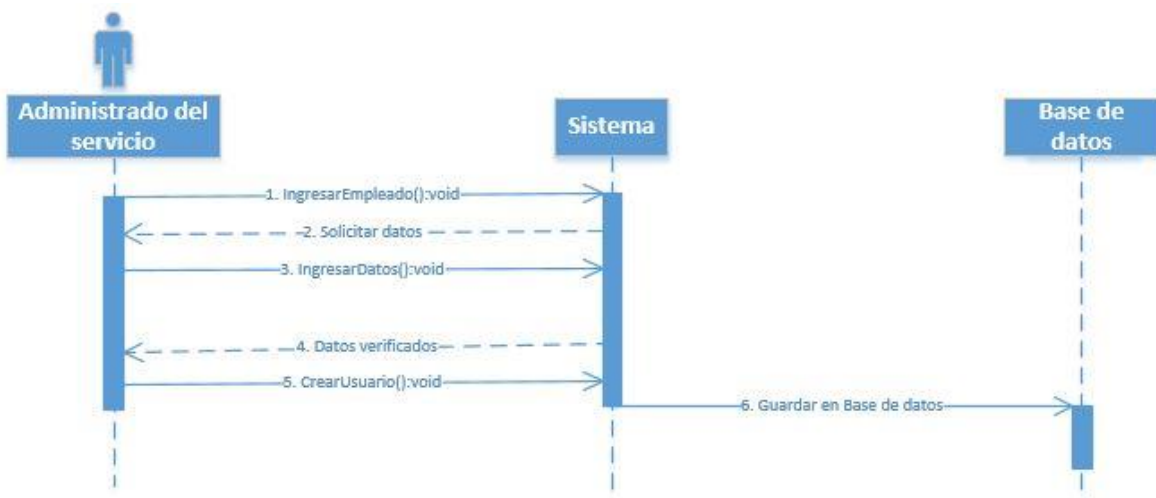 Administrado del
servicio
Sistema
Base de
datos
1. IngresarEmpleado():void
2. Solicitar datos
3. IngresarDatos():void
4. Datos verificados
5. CrearUsuario():void
6. Guardar en Base de datos